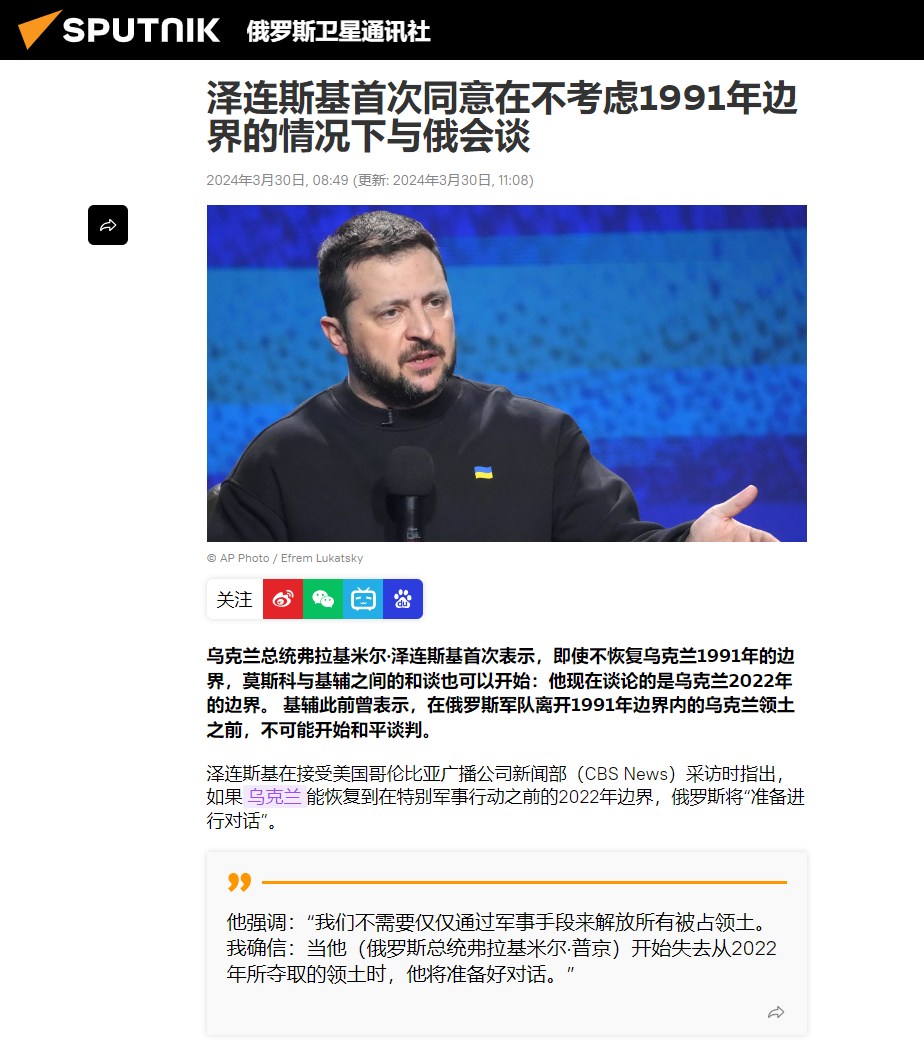 SPUTNIK 俄罗斯卫星通讯社
泽连斯基首次同意在不考虑1991年边
界的情况下与俄会谈
2024年3月30日, 08:49 (更新: 2024年3月30日, 11:08)
© AP Photo / Efrem Lukatsky
关注
du
乌克兰总统弗拉基米尔·泽连斯基首次表示，即使不恢复乌克兰1991年的边
界，莫斯科与基辅之间的和谈也可以开始：他现在谈论的是乌克兰2022年
的边界。 基辅此前曾表示，在俄罗斯军队离开1991年边界内的乌克兰领土
之前，不可能开始和平谈判。
泽连斯基在接受美国哥伦比亚广播公司新闻部（CBS News）采访时指出，
如果 乌克兰 能恢复到在特别军事行动之前的2022年边界，俄罗斯将“准备进
行对话”。
他强调：“我们不需要仅仅通过军事手段来解放所有被占领土。
我确信：当他（俄罗斯总统弗拉基米尔·普京）开始失去从2022
年所夺取的领土时，他将准备好对话。”